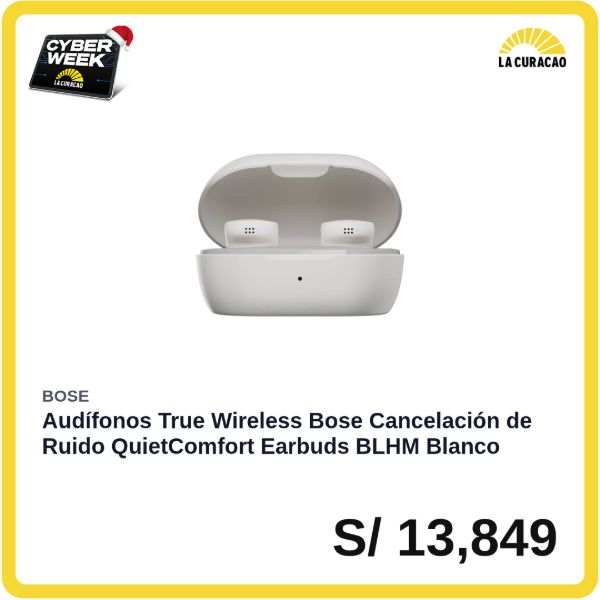 CYBER
WEEK
LA CURACAO
LA CURACAO
BOSE
Audífonos True Wireless Bose Cancelación de
Ruido QuietComfort Earbuds BLHM Blanco
S/ 13,849